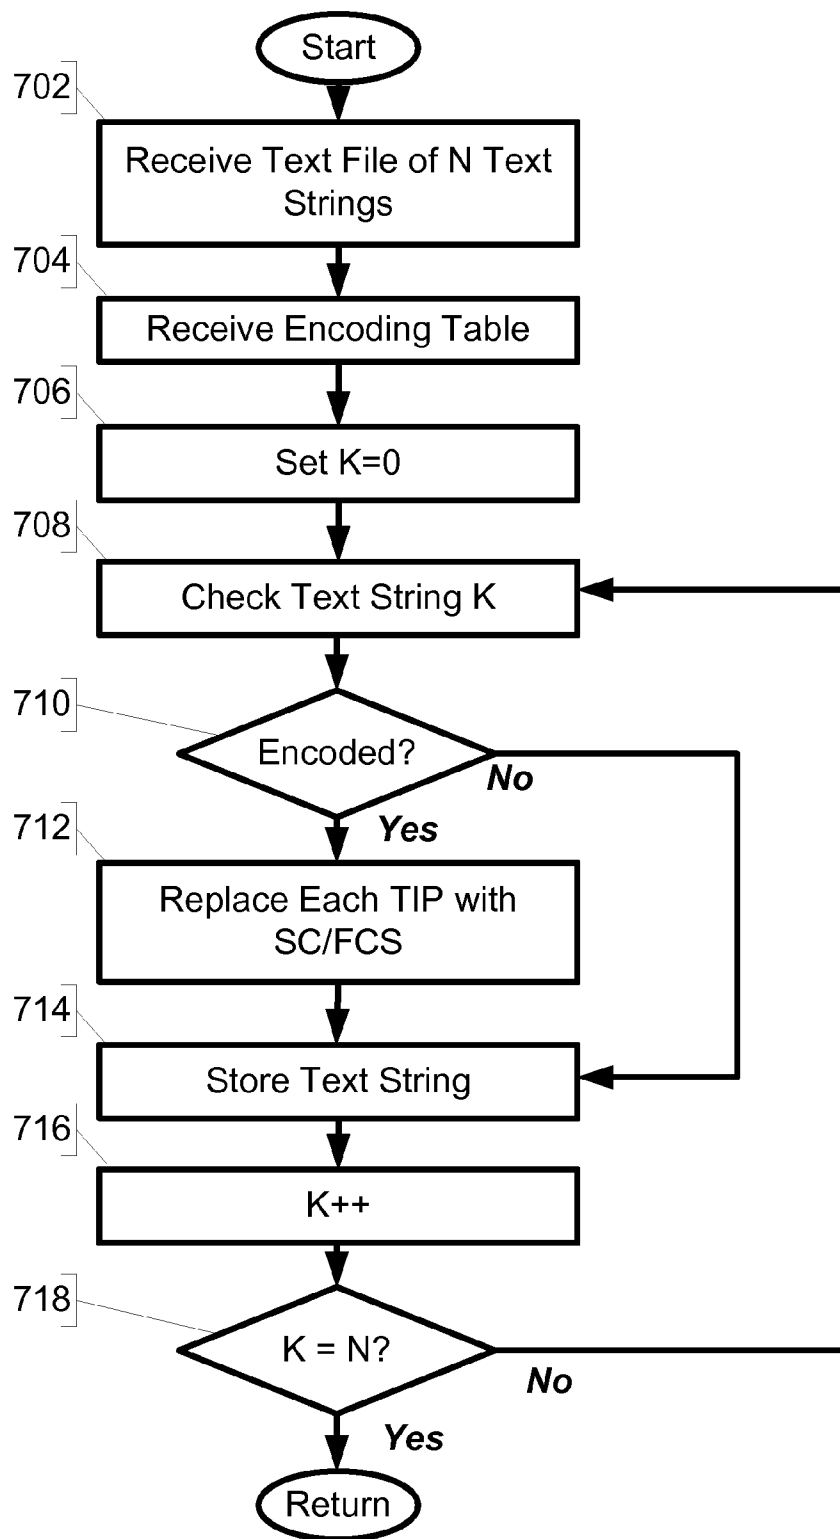 Start
702
Receive Text File of N Text
Strings
704
Receive Encoding Table
706
Set K=0
708
Check Text String K
710
Encoded?
No
Yes
712
Replace Each TIP with
SC/FCS
714
Store Text String
716
K++
718
K = N?
No
Yes
Return